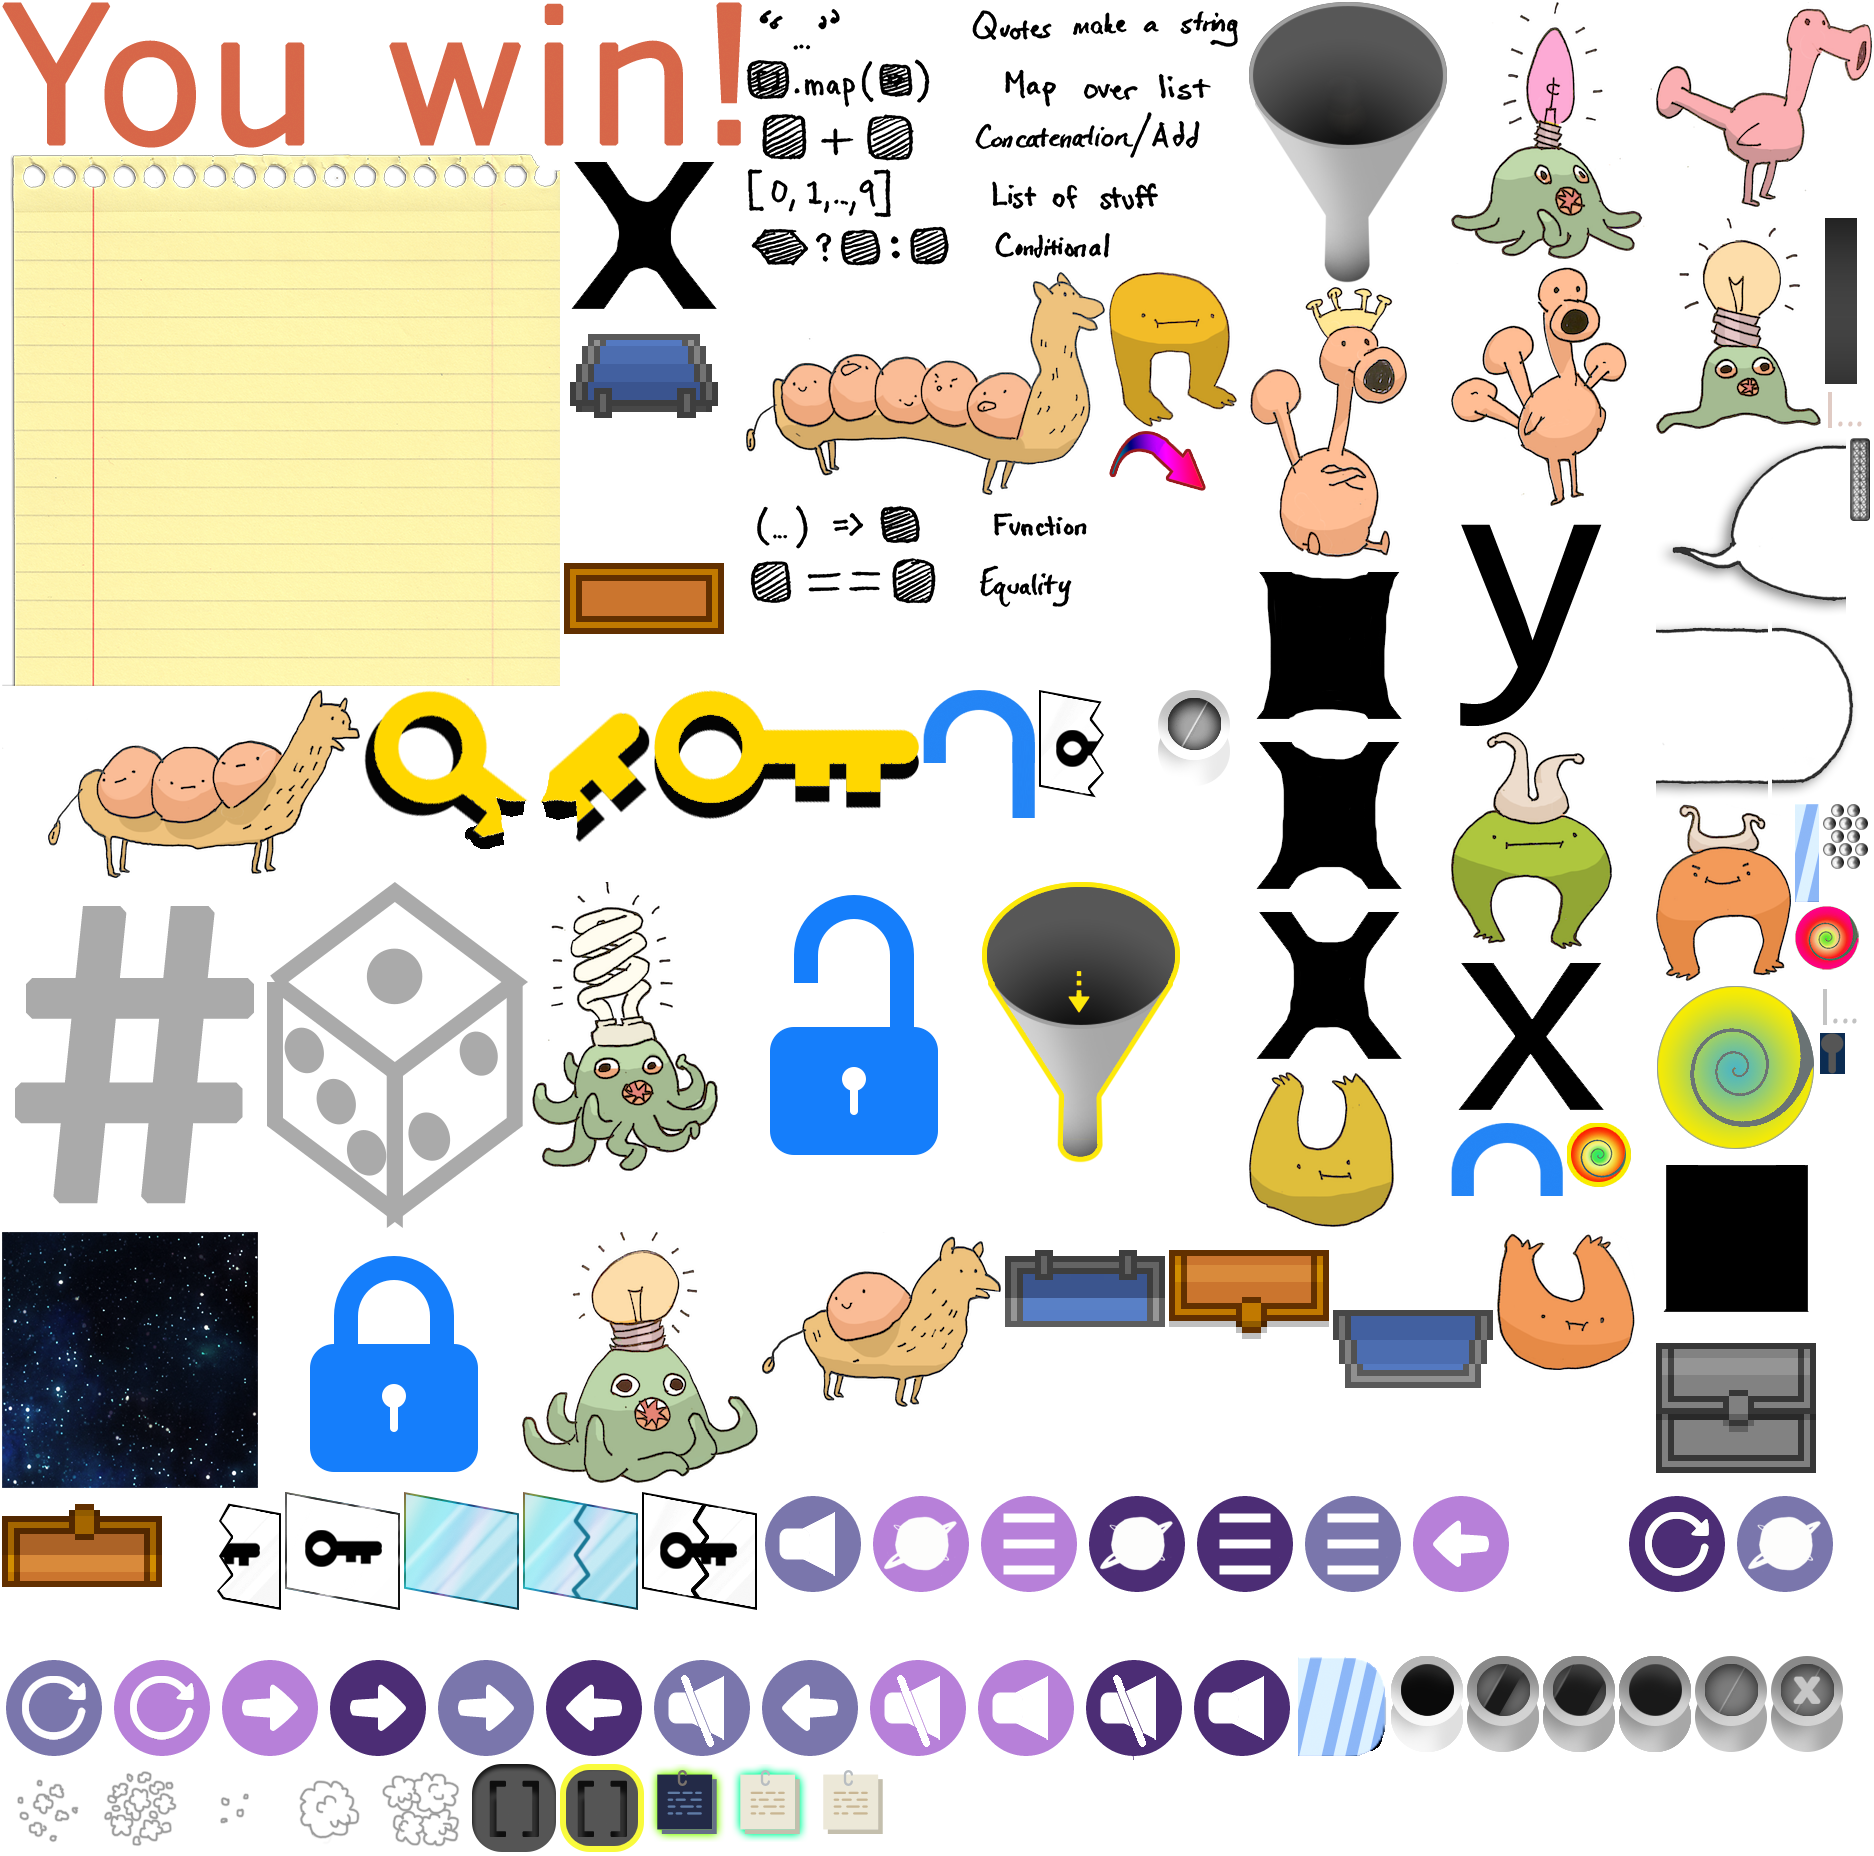 You win!
“ ... ” Quotes make a string
.map( ) Map over list
+ Concatenation/Add
[0, 1,..,9] List of stuff
? : Conditional
(...) => Function
== Equality
x
y
x
#
|...
|...
[ ]
[ ]